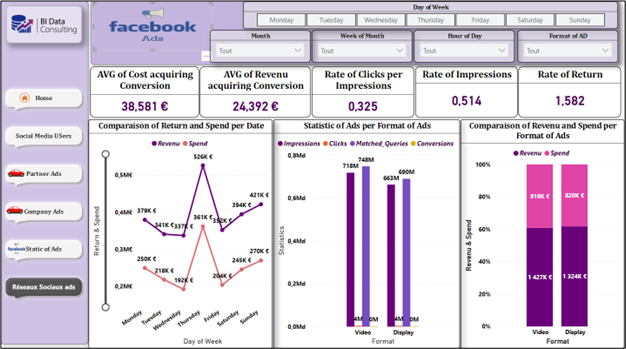 BI Data
Consulting
facebook
Ads
Day of Week
Monday
Tuesday
Wednesday
Thursday
Friday
Saturday
Sunday
Month
Week of Month
Hour of Day
Format of AD
Tout
Tout
Tout
Tout
AVG of Cost acquiring
Conversion
38,581 €
AVG of Revenu
acquiring Conversion
24,392 €
Rate of Clicks per
Impressions
0,325
Rate of Impressions
0,514
Rate of Return
1,582
Home
Social Media USers
Partner Ads
Company Ads
facebook
Static of Ads
Réseaux Sociaux ads
Comparaison of Return and Spend per Date
Revenu
Spend
Return & Spend
0,5M€
0,4M€
0,3M€
0,2M€
379K €
341K €
337K €
526K €
352K €
394K €
421K €
250K €
218K €
192K €
361K €
204K €
245K €
270K €
Monday
Tuesday
Wednesday
Thursday
Friday
Saturday
Sunday
Day of Week
Statistic of Ads per Format of Ads
Impressions
Clicks
Matched_Queries
Conversions
Statistics
0,8Md
0,6Md
0,4Md
0,2Md
0,0Md
718M
748M
663M
690M
4M
0M
4M
0M
Video
Display
Format
Comparaison of Revenu and Spend per
Format of Ads
Revenu
Spend
Revenu & Spend
100%
80%
60%
40%
20%
0%
919K €
820K €
1 427K €
1 324K €
Video
Display
Format